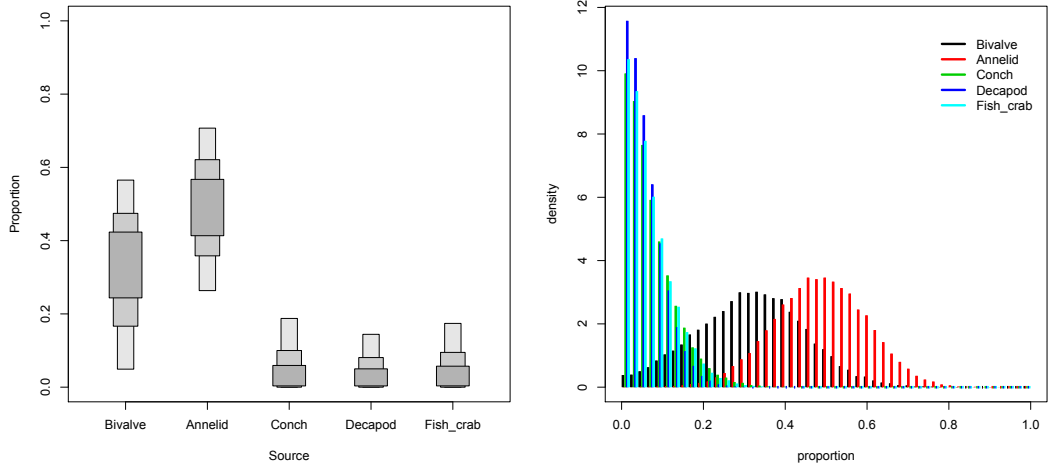 Proportion
1.0
0.8
0.6
0.4
0.2
0.0
Bivalve Annelid Conch Decapod Fish_crab
Source
density
12
10
8
6
4
2
0
Bivalve
Annelid
Conch
Decapod
Fish_crab
0.0 0.2 0.4 0.6 0.8 1.0
proportion